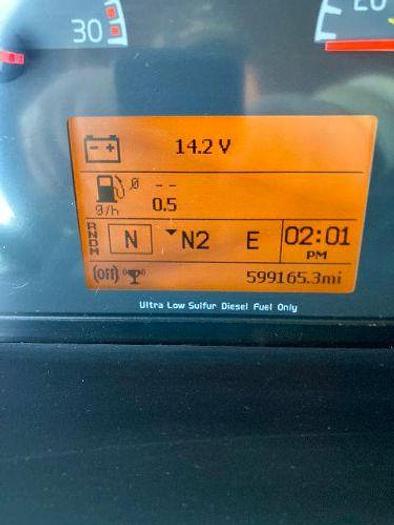 30
20
- +
14.2 V
Ø --
g/h 0.5
RNDM N N2 E 02:01
PM
(off) 599165.3mi
Ultra Low Sulfur Diesel Fuel Only